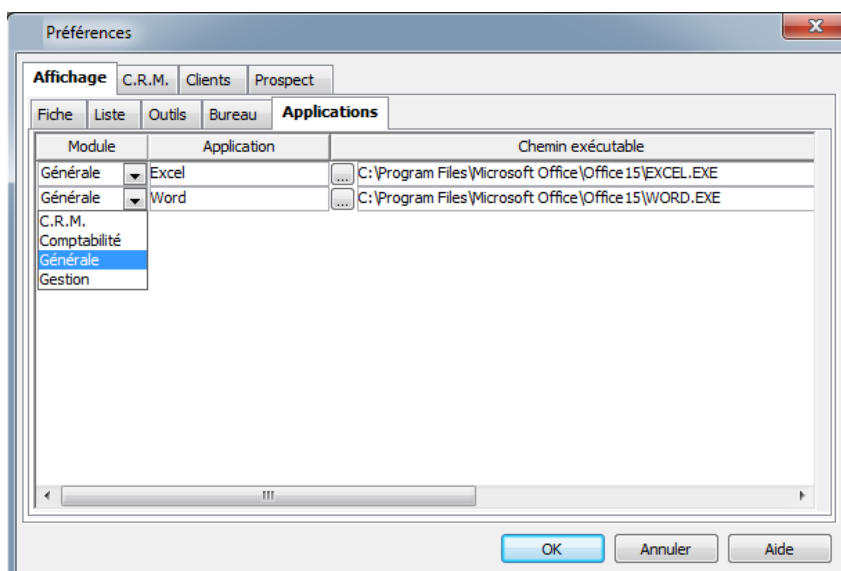 Préférences
Affichage C.R.M. Clients Prospect
Fiche Liste Outils Bureau Applications
Module Application Chemin exécutable
Générale Excel ... C:\Program Files\Microsoft Office\Office15\EXCEL.EXE
Générale Word ... C:\Program Files\Microsoft Office\Office15\WORD.EXE
C.R.M.
Comptabilité
Générale
Gestion
OK Annuler Aide